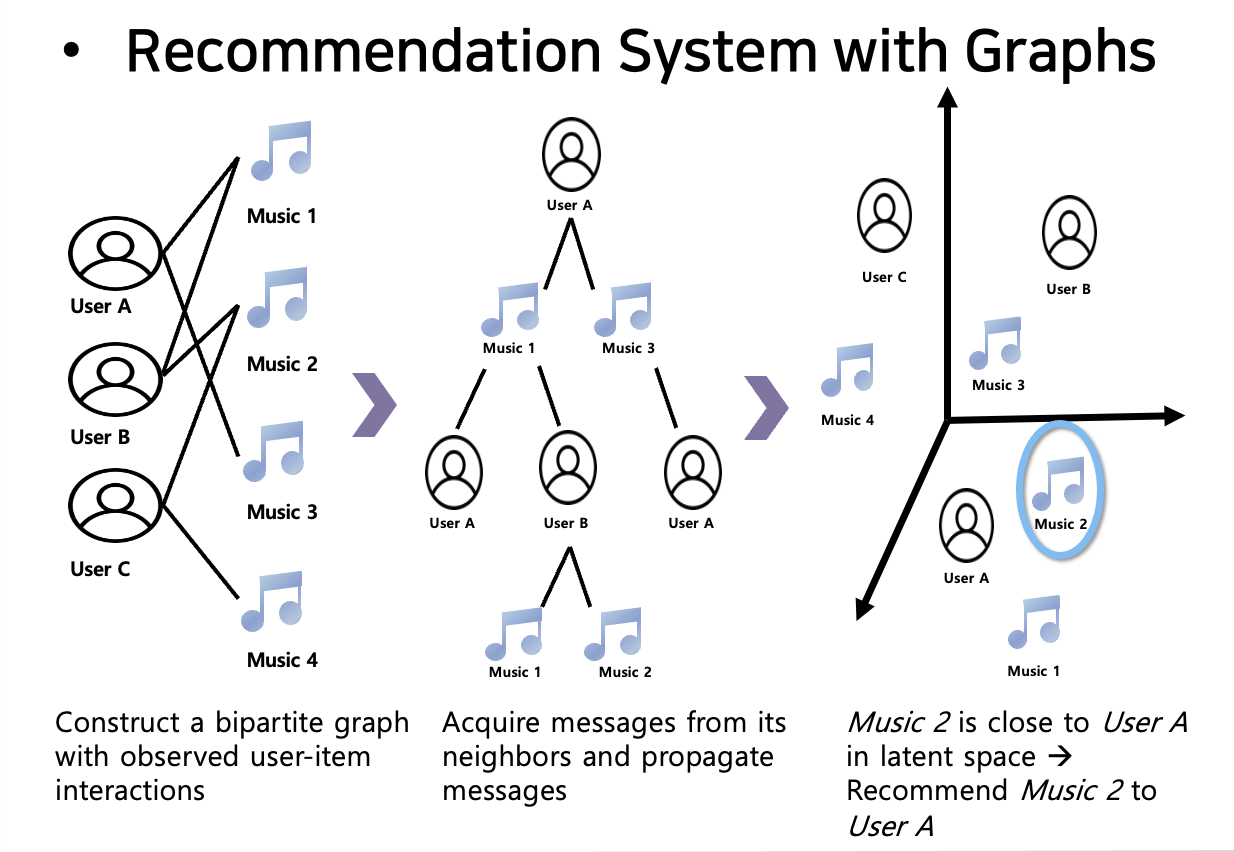 • Recommendation System with Graphs
Music 1
User A
Music 2
User B
Music 3
User C
Music 4
User A
Music 1
Music 3
User A
User B
User A
Music 1
Music 2
User C
User B
Music 3
Music 4
Music 2
User A
Music 1
Construct a bipartite graph
with observed user-item
interactions
Acquire messages from its
neighbors and propagate
messages
Music 2 is close to User A
in latent space →
Recommend Music 2 to
User A